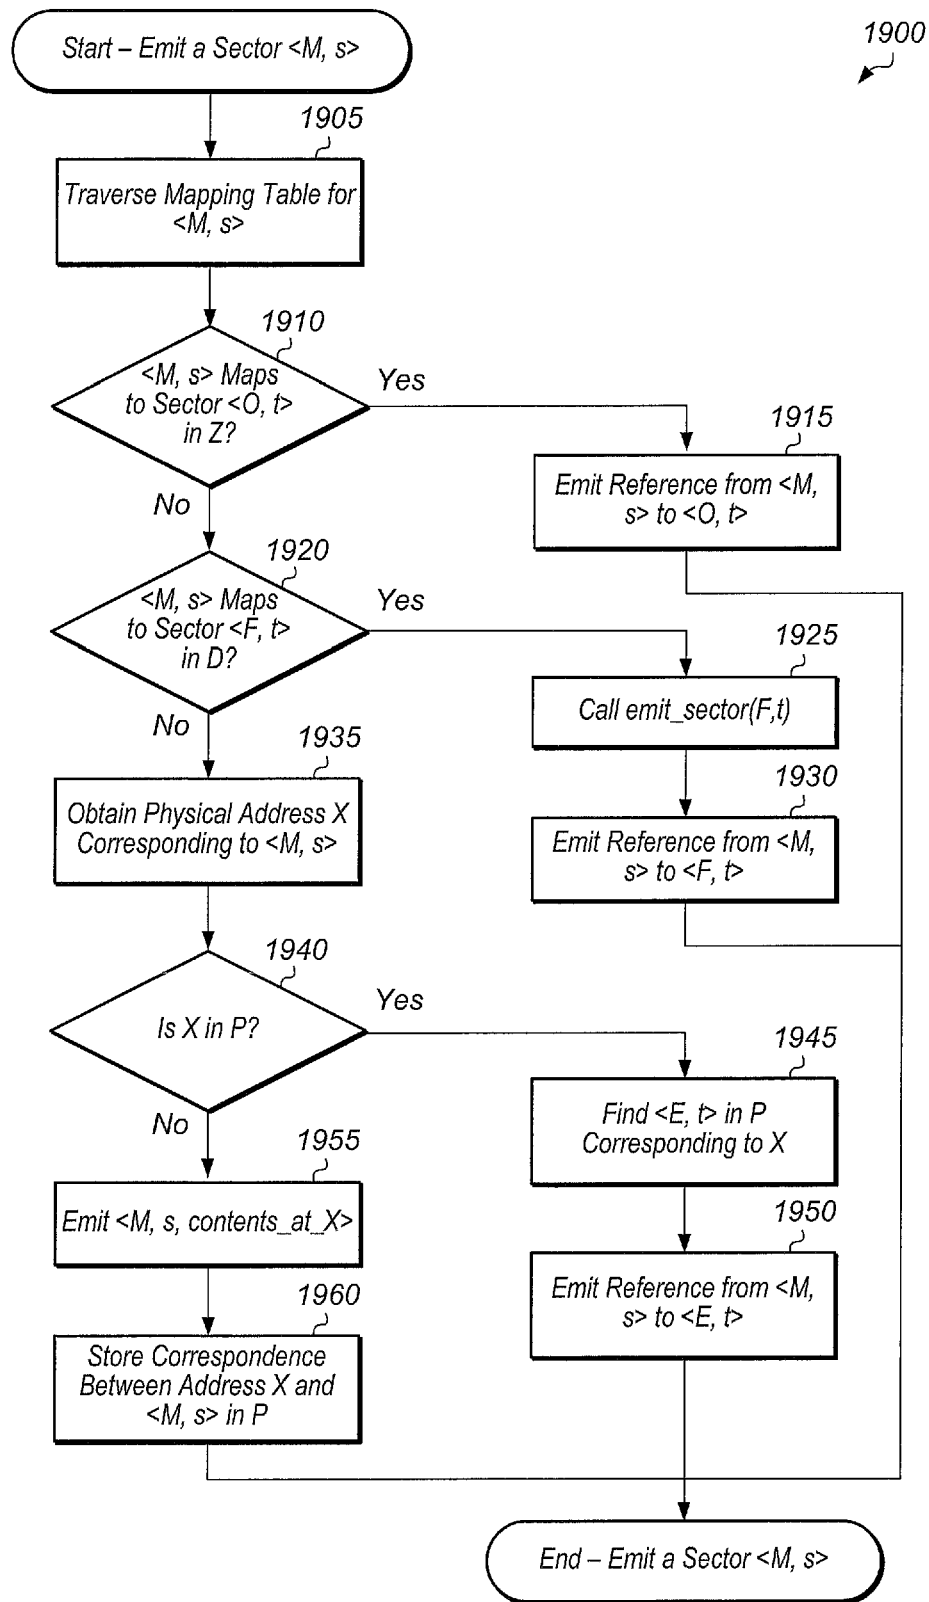 Start – Emit a Sector <M, s>
1900
1905
Traverse Mapping Table for
<M, s>
1910
<M, s> Maps
to Sector <O, t>
in Z?
Yes
No
1915
Emit Reference from <M,
s> to <O, t>
1920
<M, s> Maps
to Sector <F, t>
in D?
Yes
No
1925
Call emit_sector(F,t)
1930
Emit Reference from <M,
s> to <F, t>
1935
Obtain Physical Address X
Corresponding to <M, s>
1940
Is X in P?
Yes
No
1945
Find <E, t> in P
Corresponding to X
1950
Emit Reference from <M,
s> to <E, t>
1955
Emit <M, s, contents_at_X>
1960
Store Correspondence
Between Address X and
<M, s> in P
End – Emit a Sector <M, s>